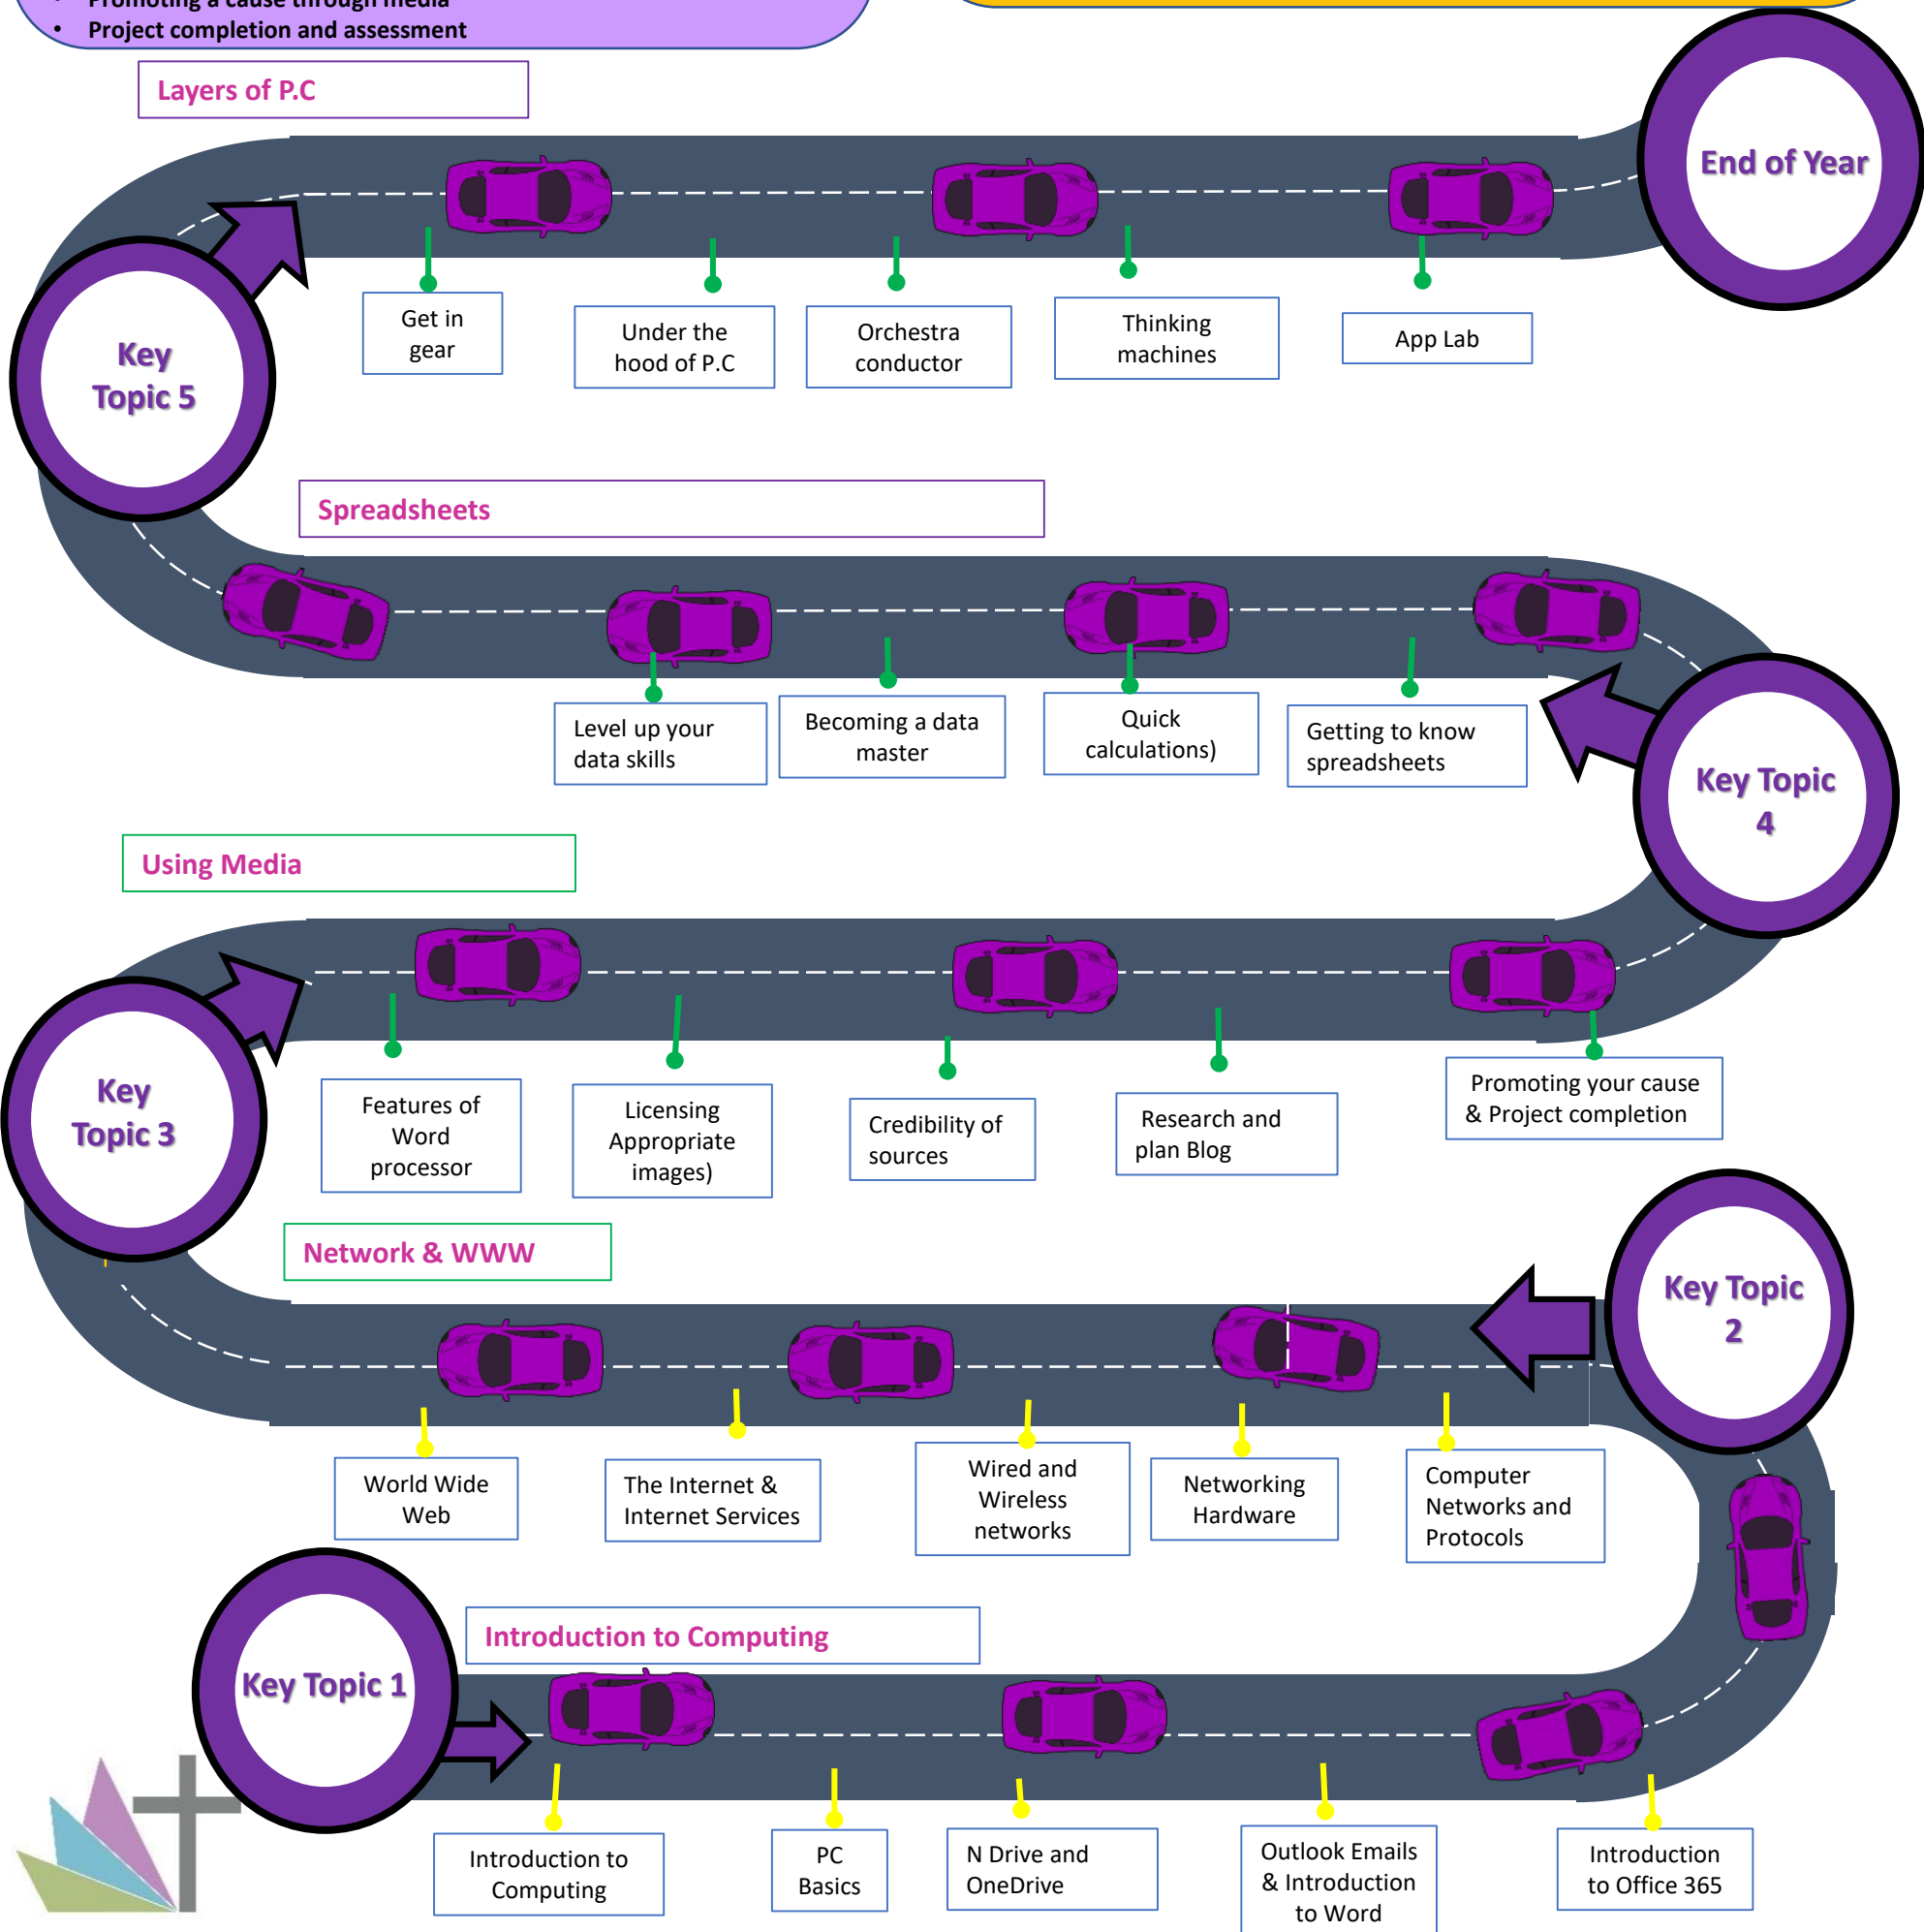 • Promoting a cause through media
• Project completion and assessment
Layers of P.C
End of Year
Get in
gear
Under the
hood of P.C
Orchestra
conductor
Thinking
machines
App Lab
Key
Topic 5
Spreadsheets
Level up your
data skills
Becoming a data
master
Quick
calculations)
Getting to know
spreadsheets
Key Topic
4
Using Media
Key
Topic 3
Features of
Word
processor
Licensing
Appropriate
images)
Credibility of
sources
Research and
plan Blog
Promoting your cause
& Project completion
Network & WWW
Key Topic
2
World Wide
Web
The Internet &
Internet Services
Wired and
Wireless
networks
Networking
Hardware
Computer
Networks and
Protocols
Introduction to Computing
Key Topic 1
Introduction to
Computing
PC
Basics
N Drive and
OneDrive
Outlook Emails
& Introduction
to Word
Introduction
to Office 365